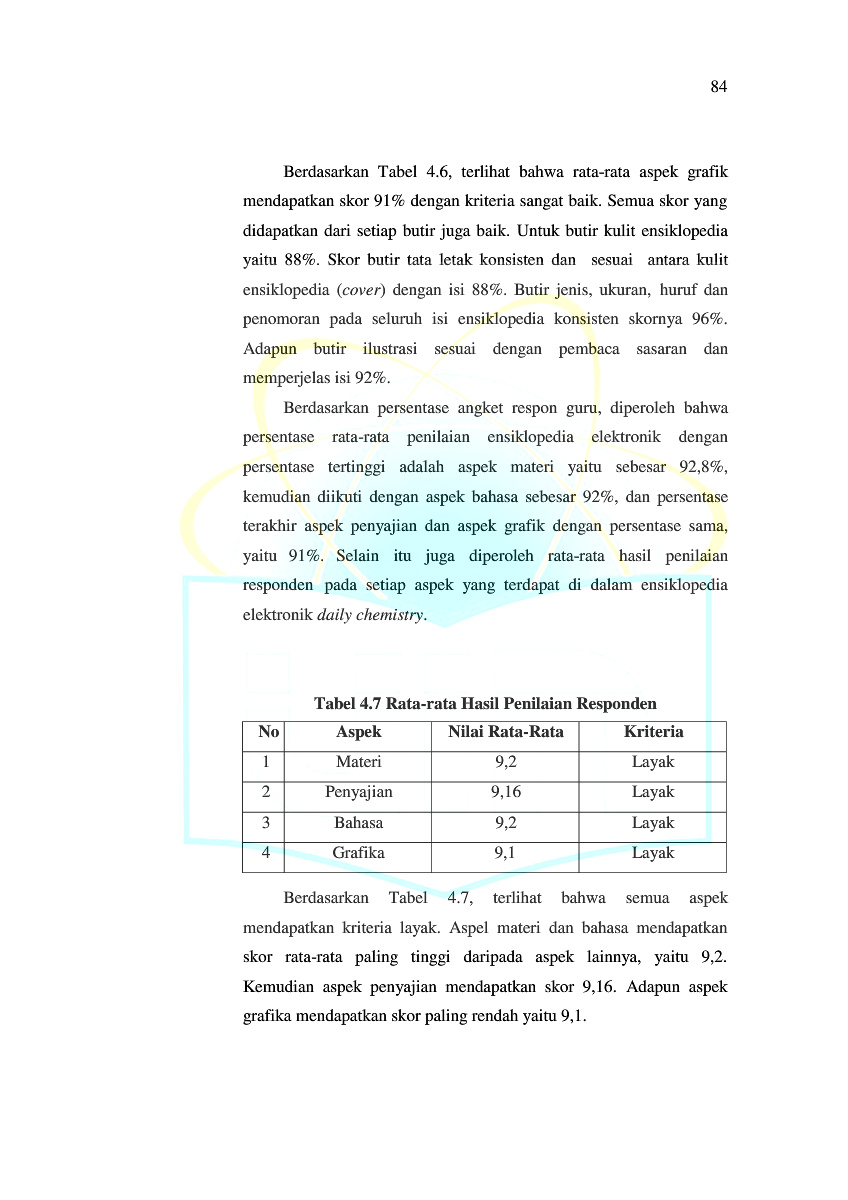 84
Berdasarkan Tabel 4.6, terlihat bahwa rata-rata aspek grafik
mendapatkan skor 91% dengan kriteria sangat baik. Semua skor yang
didapatkan dari setiap butir juga baik. Untuk butir kulit ensiklopedia
yaitu 88%. Skor butir tata letak konsisten dan sesuai antara kulit
ensiklopedia (cover) dengan isi 88%. Butir jenis, ukuran, huruf dan
penomoran pada seluruh isi ensiklopedia konsisten skornya 96%.
Adapun butir ilustrasi sesuai dengan pembaca sasaran dan
memperjelas isi 92%.
Berdasarkan persentase angket respon guru, diperoleh bahwa
persentase rata-rata penilaian ensiklopedia elektronik dengan
persentase tertinggi adalah aspek materi yaitu sebesar 92,8%,
kemudian diikuti dengan aspek bahasa sebesar 92%, dan persentase
terakhir aspek penyajian dan aspek grafik dengan persentase sama,
yaitu 91%. Selain itu juga diperoleh rata-rata hasil penilaian
responden pada setiap aspek yang terdapat di dalam ensiklopedia
elektronik daily chemistry.
Tabel 4.7 Rata-rata Hasil Penilaian Responden
No Aspek Nilai Rata-Rata Kriteria
1 Materi 9,2 Layak
2 Penyajian 9,16 Layak
3 Bahasa 9,2 Layak
4 Grafika 9,1 Layak
Berdasarkan Tabel 4.7, terlihat bahwa semua aspek
mendapatkan kriteria layak. Aspel materi dan bahasa mendapatkan
skor rata-rata paling tinggi daripada aspek lainnya, yaitu 9,2.
Kemudian aspek penyajian mendapatkan skor 9,16. Adapun aspek
grafika mendapatkan skor paling rendah yaitu 9,1.